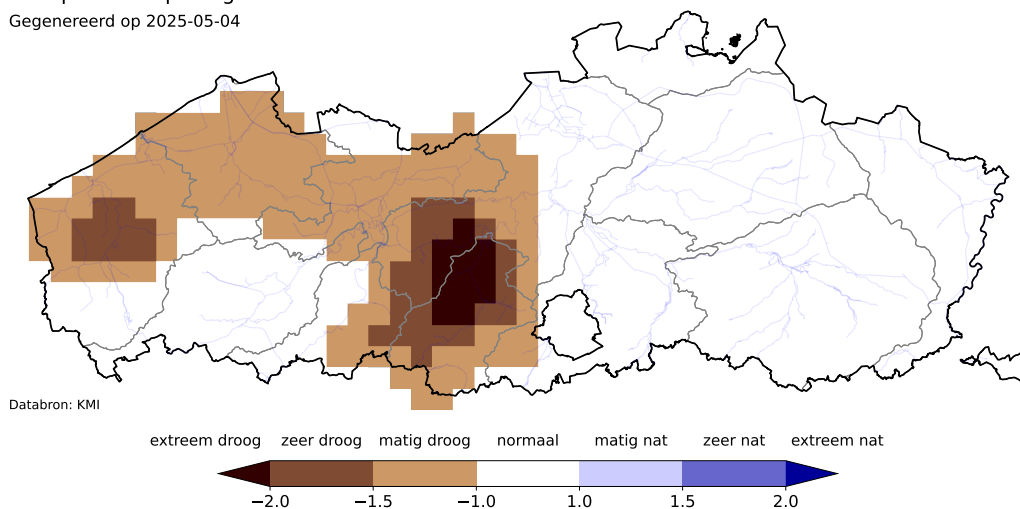 Gegenereerd op 2025-05-04
Databron: KMI
extreem droog zeer droog matig droog normaal matig nat zeer nat extreem nat
−2.0 −1.5 −1.0 1.0 1.5 2.0